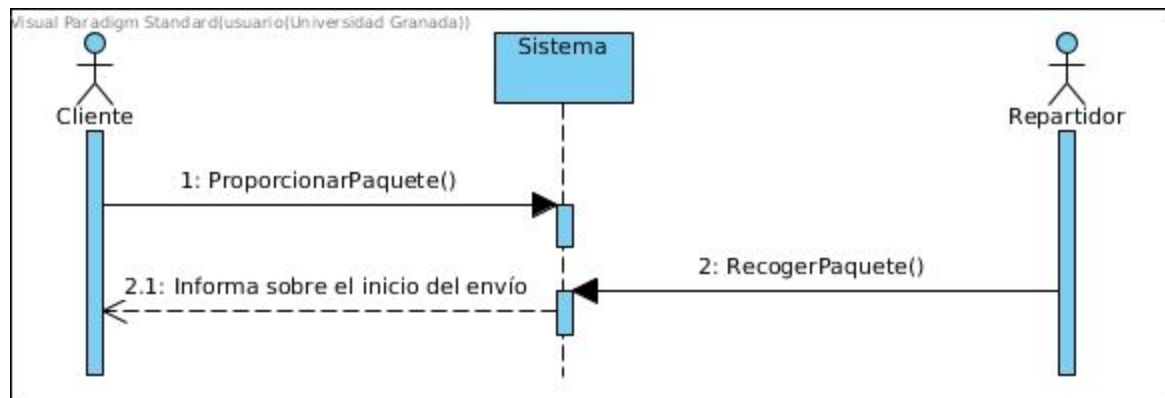 Visual Paradigm Standard(usuario(Universidad Granada))
Sistema
Cliente
Repartidor
1: ProporcionarPaquete()
2: RecogerPaquete()
2.1: Informa sobre el inicio del envío